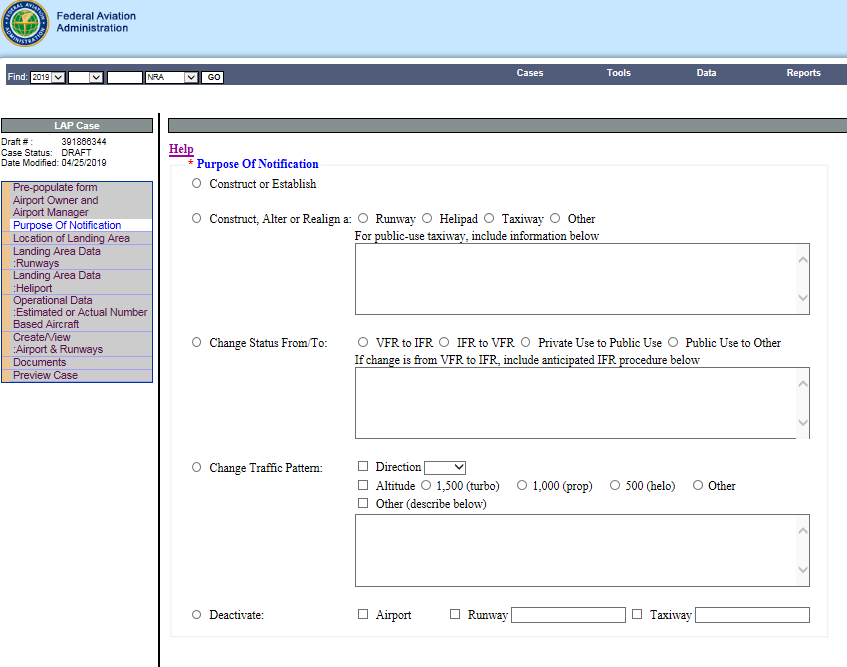 Federal Aviation
Administration
Find: 2019 NRA GO
Cases Tools Data Reports
LAP Case
Draft # : 391866344
Case Status: DRAFT
Date Modified: 04/25/2019
Pre-populate form
Airport Owner and
Airport Manager
Purpose Of Notification
Location of Landing Area
Landing Area Data
:Runways
Landing Area Data
:Heliport
Operational Data
:Estimated or Actual Number
Based Aircraft
Create/View
:Airport & Runways
Documents
Preview Case
Help
* Purpose Of Notification
Construct or Establish
Construct, Alter or Realign a: Runway Helipad Taxiway Other
For public-use taxiway, include information below
Change Status From/To: VFR to IFR IFR to VFR Private Use to Public Use Public Use to Other
If change is from VFR to IFR, include anticipated IFR procedure below
Change Traffic Pattern: Direction
Altitude 1,500 (turbo) 1,000 (prop) 500 (helo) Other
Other (describe below)
Deactivate: Airport Runway Taxiway